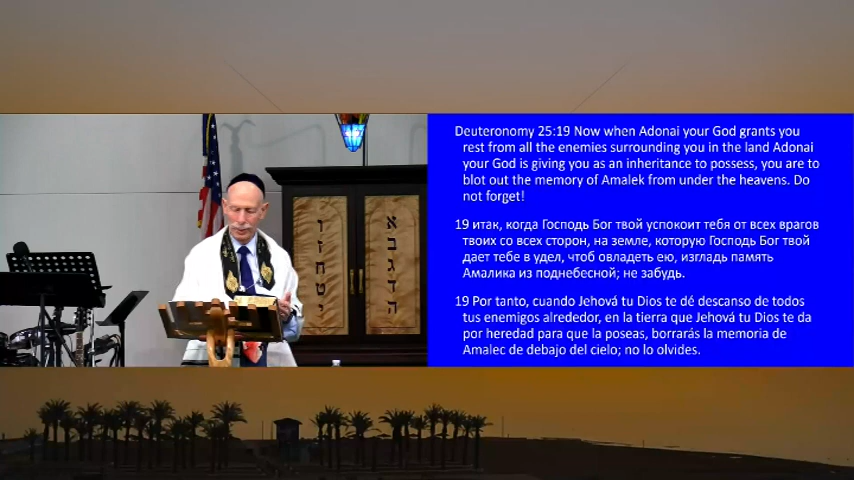 Deuteronomy 25:19 Now when Adonai your God grants you
rest from all the enemies surrounding you in the land Adonai
your God is giving you as an inheritance to possess, you are to
blot out the memory of Amalek from under the heavens. Do
not forget!
19 итак, когда Господь Бог твой успокоит тебя от всех врагов
твоих со всех сторон, на земле, которую Господь Бог твой
дает тебе в удел, чтоб овладеть ею, изгладь память
Амалика из поднебесной; не забудь.
19 Por tanto, cuando Jehová tu Dios te dé descanso de todos
tus enemigos alrededor, en la tierra que Jehová tu Dios te da
por heredad para que la poseas, borrarás la memoria de
Amalec de debajo del cielo; no lo olvides.
ו
ז
ח
ט
י
א
ב
ג
ד
ה